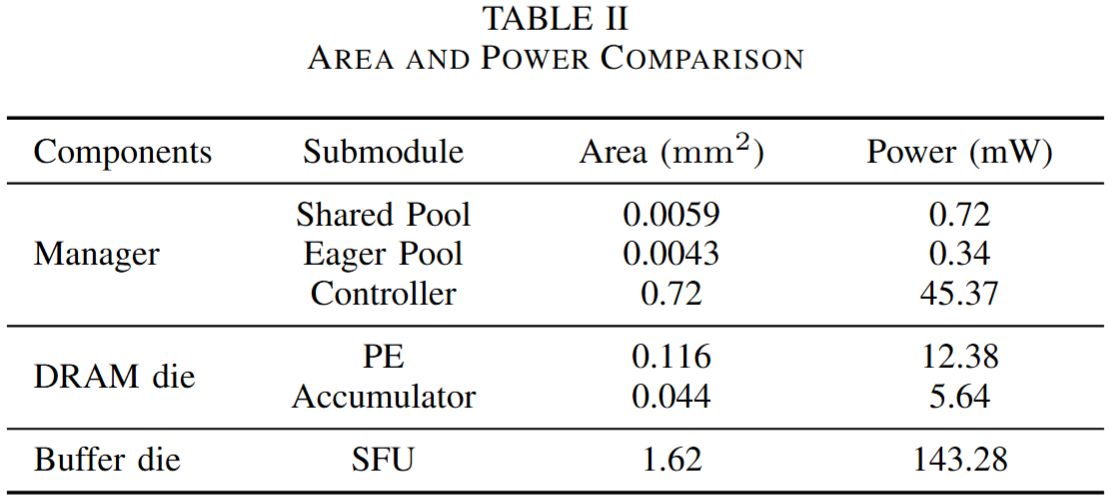 TABLE II
AREA AND POWER COMPARISON
Components Submodule Area (mm²) Power (mW)
Shared Pool 0.0059 0.72
Manager Eager Pool 0.0043 0.34
Controller 0.72 45.37
PE 0.116 12.38
DRAM die
Accumulator 0.044 5.64
Buffer die SFU 1.62 143.28